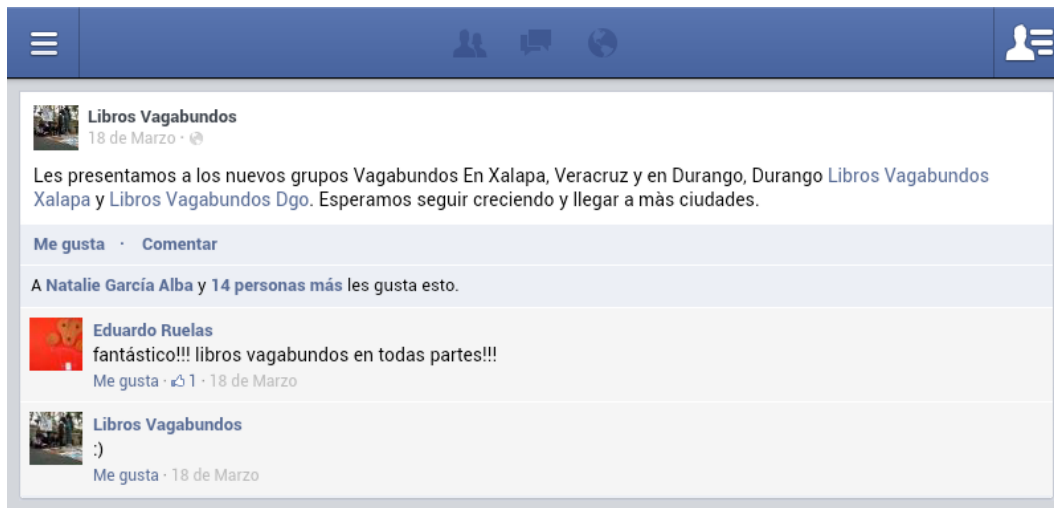 Libros Vagabundos
18 de Marzo ·
Les presentamos a los nuevos grupos Vagabundos En Xalapa, Veracruz y en Durango, Durango Libros Vagabundos
Xalapa y Libros Vagabundos Dgo. Esperamos seguir creciendo y llegar a màs ciudades.
Me gusta · Comentar
A Natalie García Alba y 14 personas más les gusta esto.
Eduardo Ruelas
fantástico!!! libros vagabundos en todas partes!!!
Me gusta · 1 · 18 de Marzo
Libros Vagabundos
:)
Me gusta · 18 de Marzo